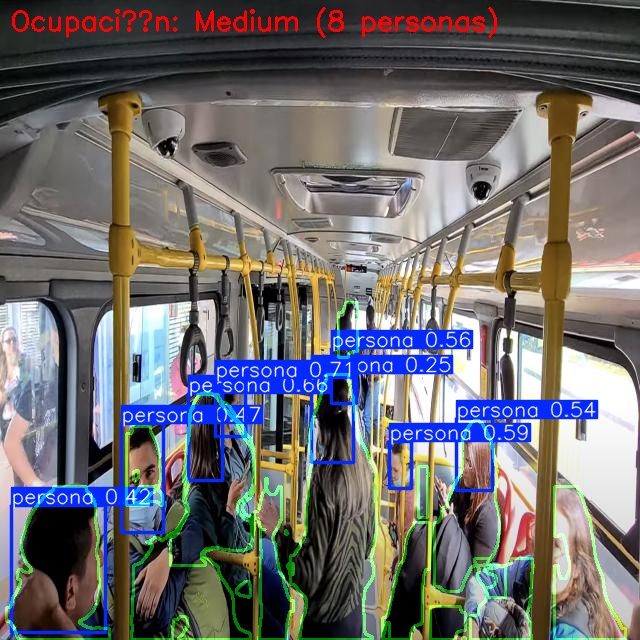 Ocupaci??n: Medium (8 personas)
persona 0.56
persona 0.71
ona 0.25
persona 0.66
persona 0.47
persona 0.54
persona 0.59
persona 0.42